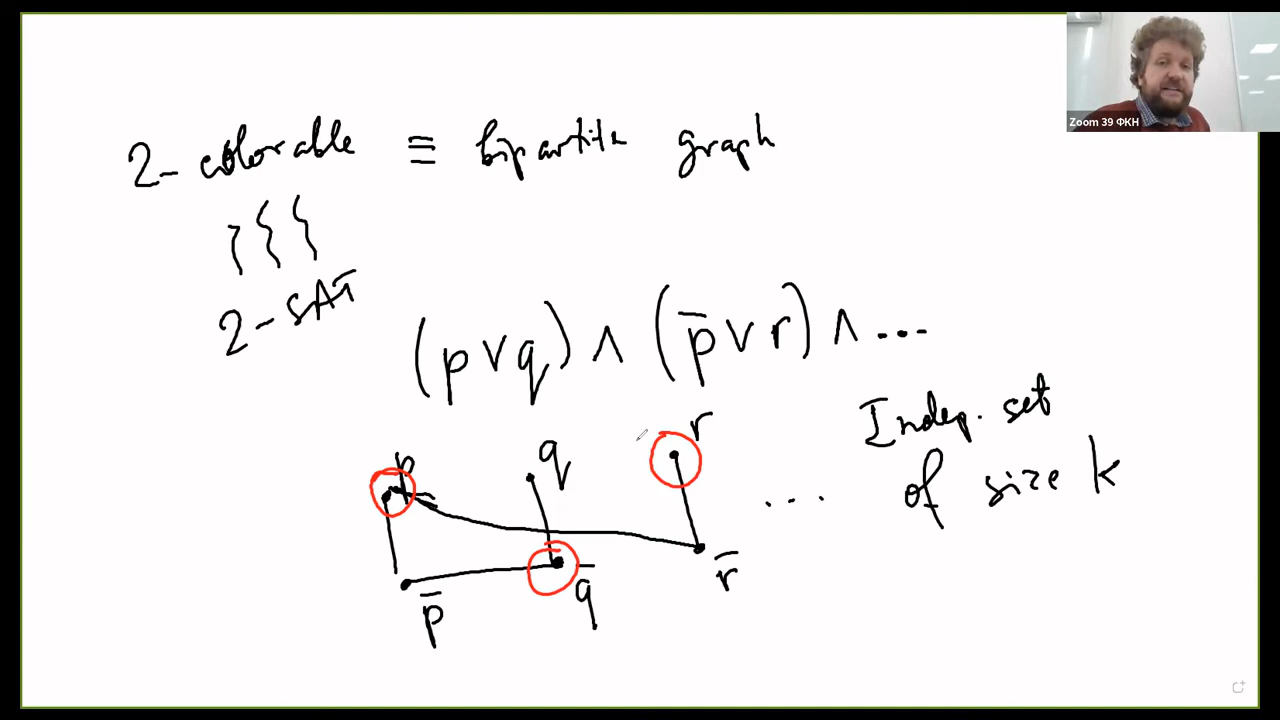 Zoom 39 ФКН
2-colorable ≡ bipartite graph
2-SAT
(p ∨ q) ∧ (p̅ ∨ r) ∧ ...
Indep. set
of size k
p q r ...
p̅ q̅ r̅